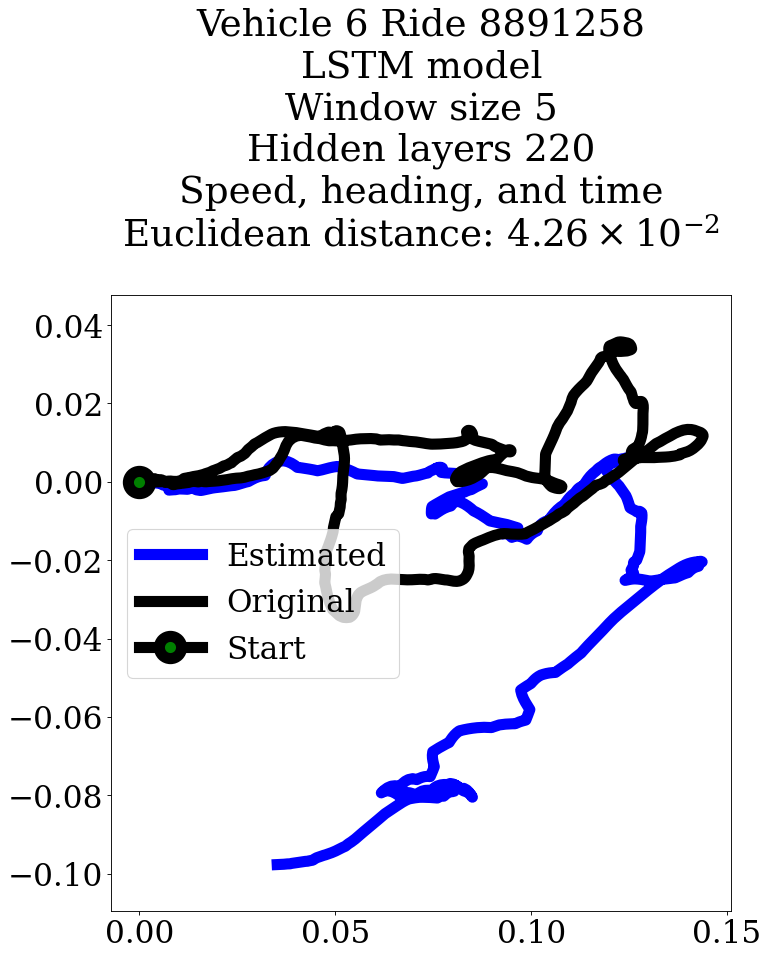 Vehicle 6 Ride 8891258
LSTM model
Window size 5
Hidden layers 220
Speed, heading, and time
Euclidean distance: 4.26 × 10⁻²
0.04
0.02
0.00
−0.02
−0.04
−0.06
−0.08
−0.10
Estimated
Original
Start
0.00 0.05 0.10 0.15